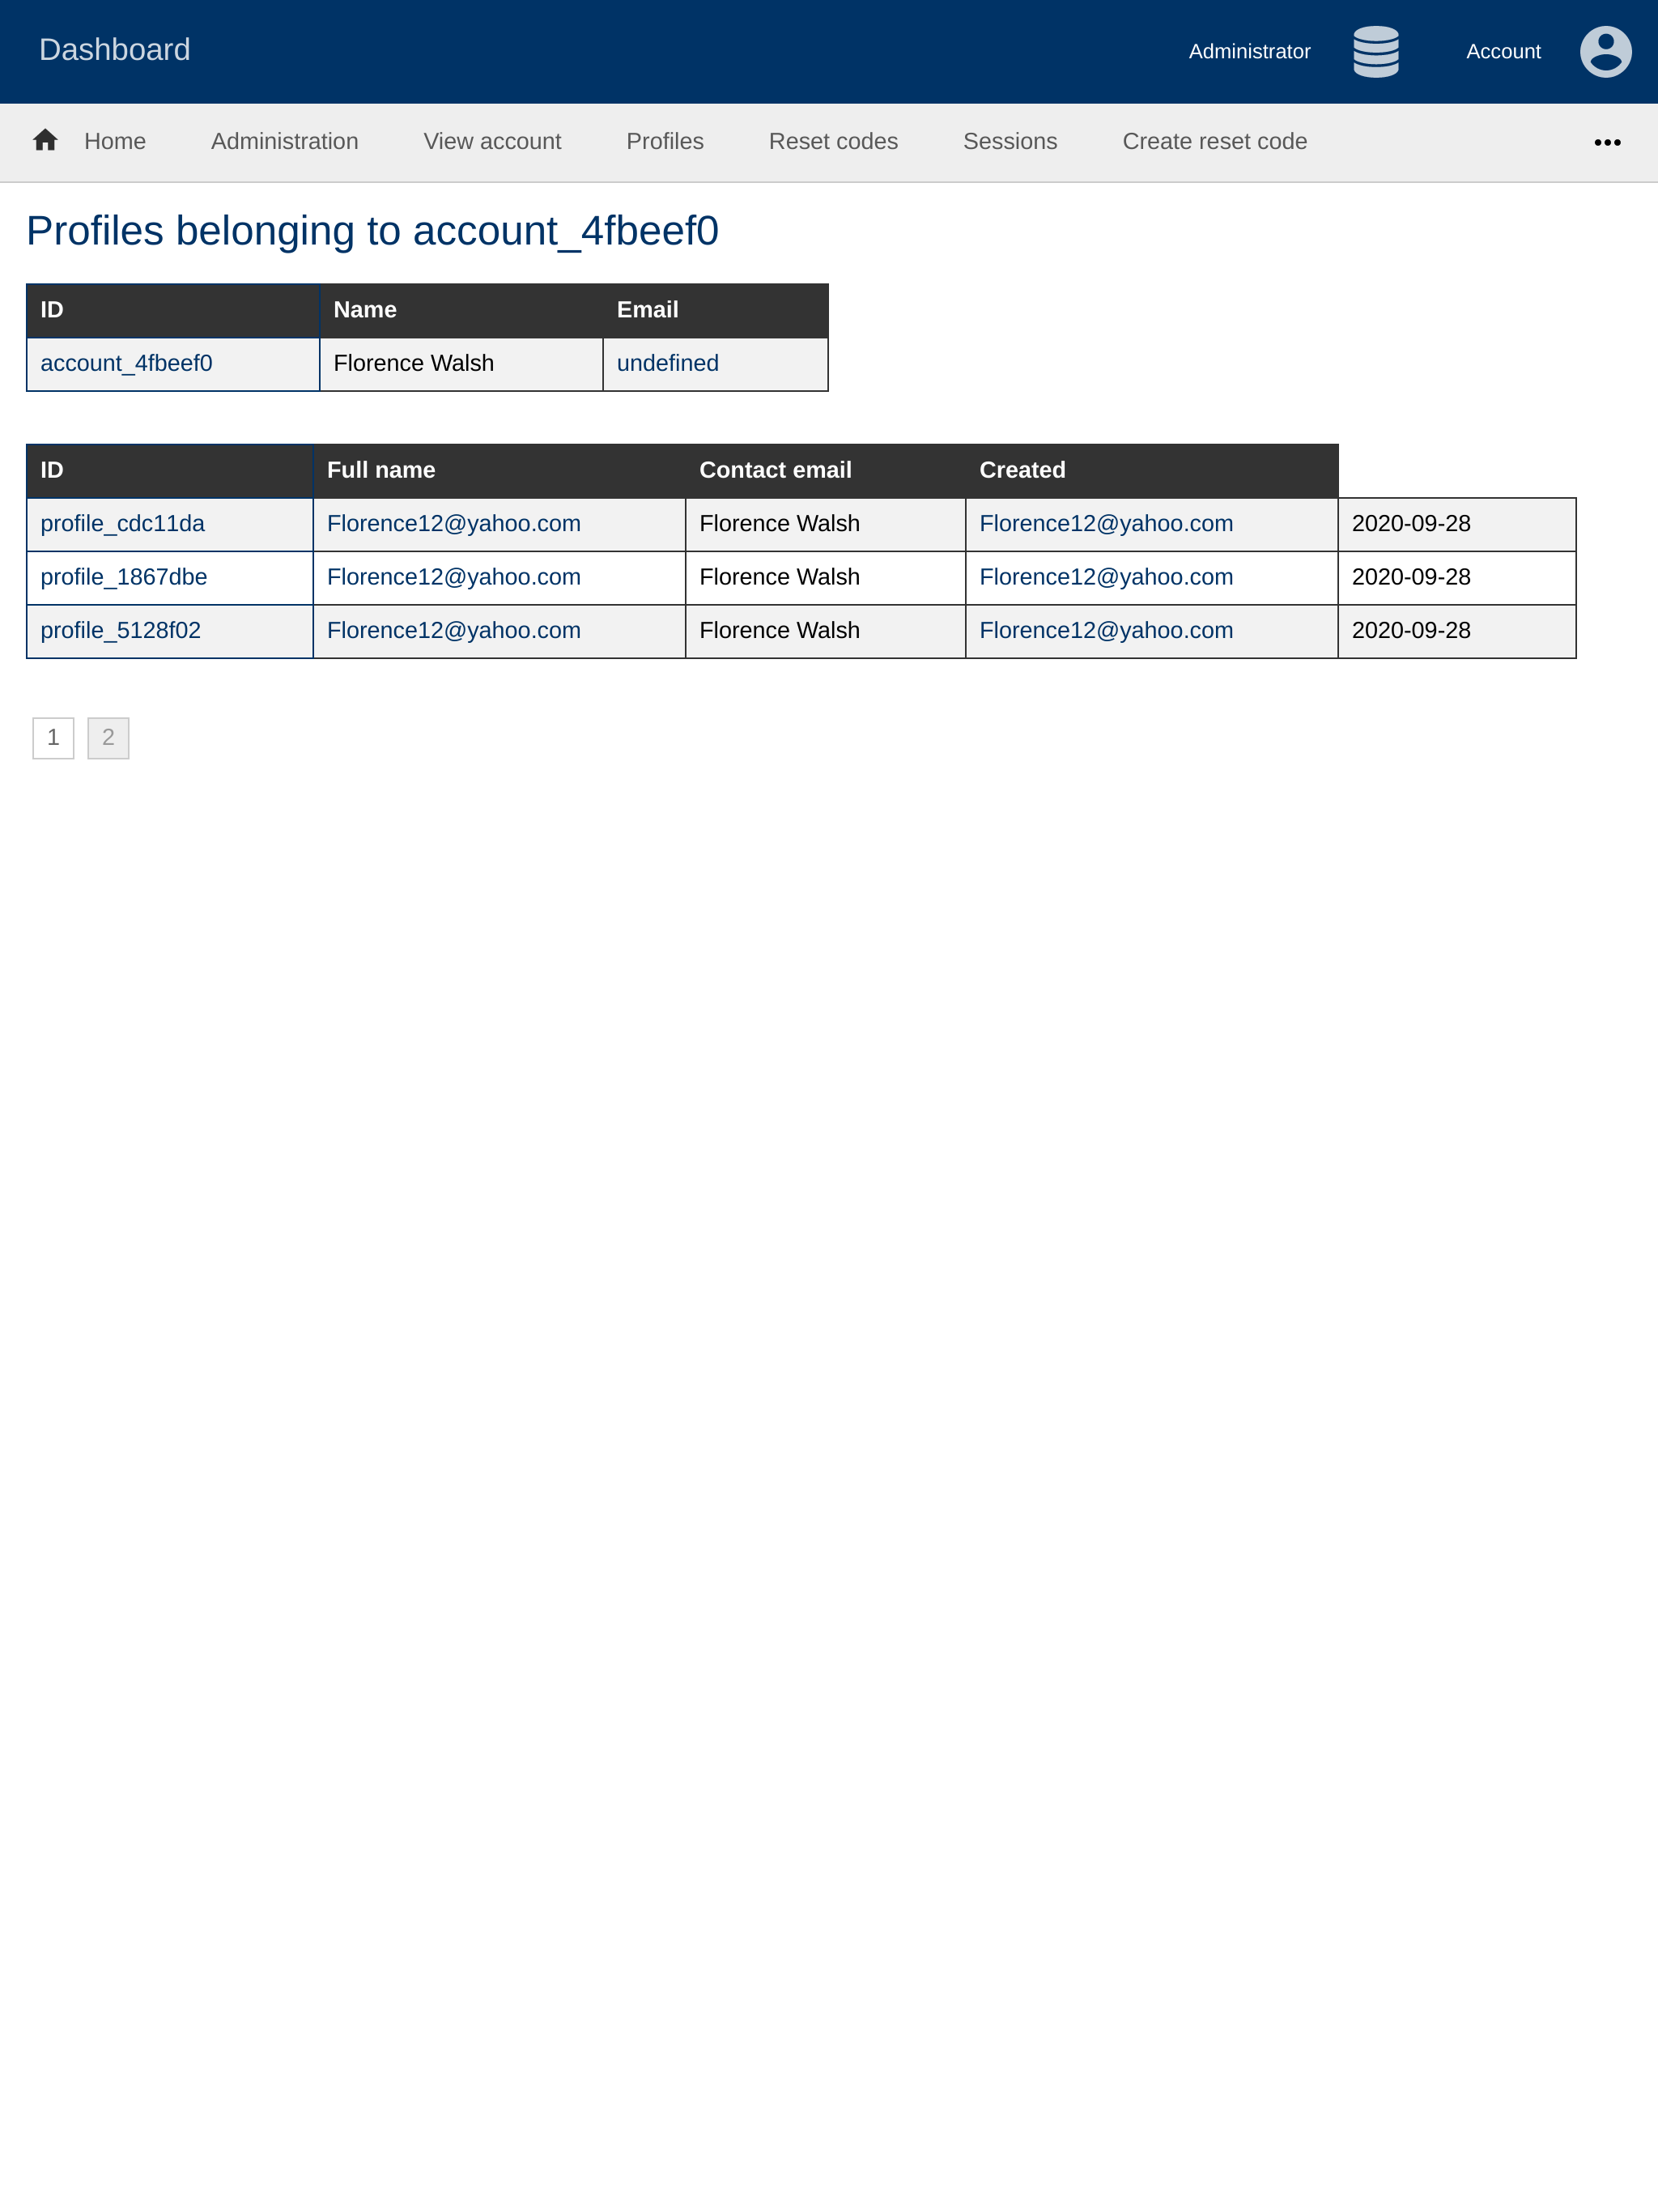 Dashboard Administrator Account
Home Administration View account Profiles Reset codes Sessions Create reset code •••
Profiles belonging to account_4fbeef0
ID Name Email
account_4fbeef0 Florence Walsh undefined
ID Full name Contact email Created
profile_cdc11da Florence12@yahoo.com Florence Walsh Florence12@yahoo.com 2020-09-28
profile_1867dbe Florence12@yahoo.com Florence Walsh Florence12@yahoo.com 2020-09-28
profile_5128f02 Florence12@yahoo.com Florence Walsh Florence12@yahoo.com 2020-09-28
1 2